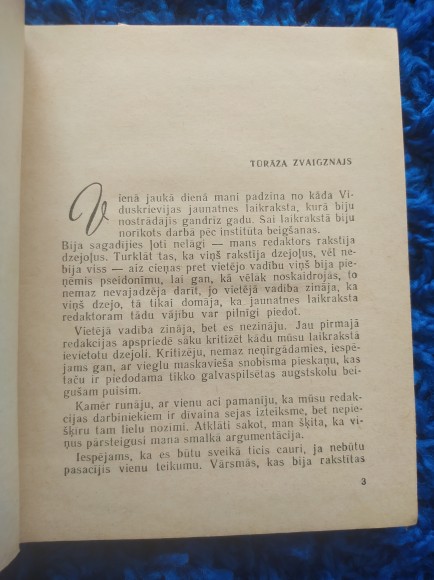 TURĀZA ZVAIGZNĀJS
Vienā jaukā dienā mani padzina no kāda Vi-
duskrievijas jaunatnes laikraksta, kurā biju
nostrādājis gandrīz gadu. Šai laikrakstā biju
norīkots darbā pēc institūta beigšanas.
Bija sagadījies ļoti nelāgi — mans redaktors rakstīja
dzejoļus. Turklāt tas, ka viņš rakstīja dzejoļus, vēl ne-
bija viss — aiz cieņas pret vietējo vadību viņš bija pie-
ņēmis pseidonīmu, lai gan, kā vēlāk noskaidrojās, to
nemaz nevajadzēja darīt, jo vietējā vadība zināja, ka
viņš dzejo, tā tikai domāja, ka jaunatnes laikraksta
redaktoram tādu vājību var pilnīgi piedot.
Vietējā vadība zināja, bet es nezināju. Jau pirmajā
redakcijas apspriedē sāku kritizēt kādu mūsu laikrakstā
ievietotu dzejoli. Kritizēju, nemaz neņirgādamies, iespē-
jams gan, ar vieglu maskavieša snobisma pieskaņu, kas
taču ir piedodama tikko galvaspilsētas augstskolu bei-
gušam puisim.
Kamēr runāju, ar vienu aci pamanīju, ka mūsu redak-
cijas darbiniekiem ir dīvaina sejas izteiksme, bet nepie-
šķīru tam lielu nozīmi. Atklāti sakot, man šķita, ka vi-
ņus pārsteigusi mana smalkā argumentācija.
Iespējams, ka es būtu sveikā ticis cauri, ja nebūtu
pasacījis vienu teikumu. Vārsmās, kas bija rakstītas
3